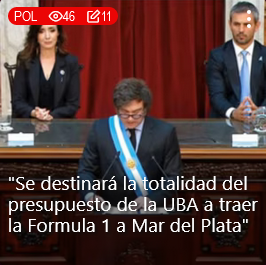 POL 46 11
"Se destinará la totalidad del
presupuesto de la UBA a traer
la Formula 1 a Mar del Plata"